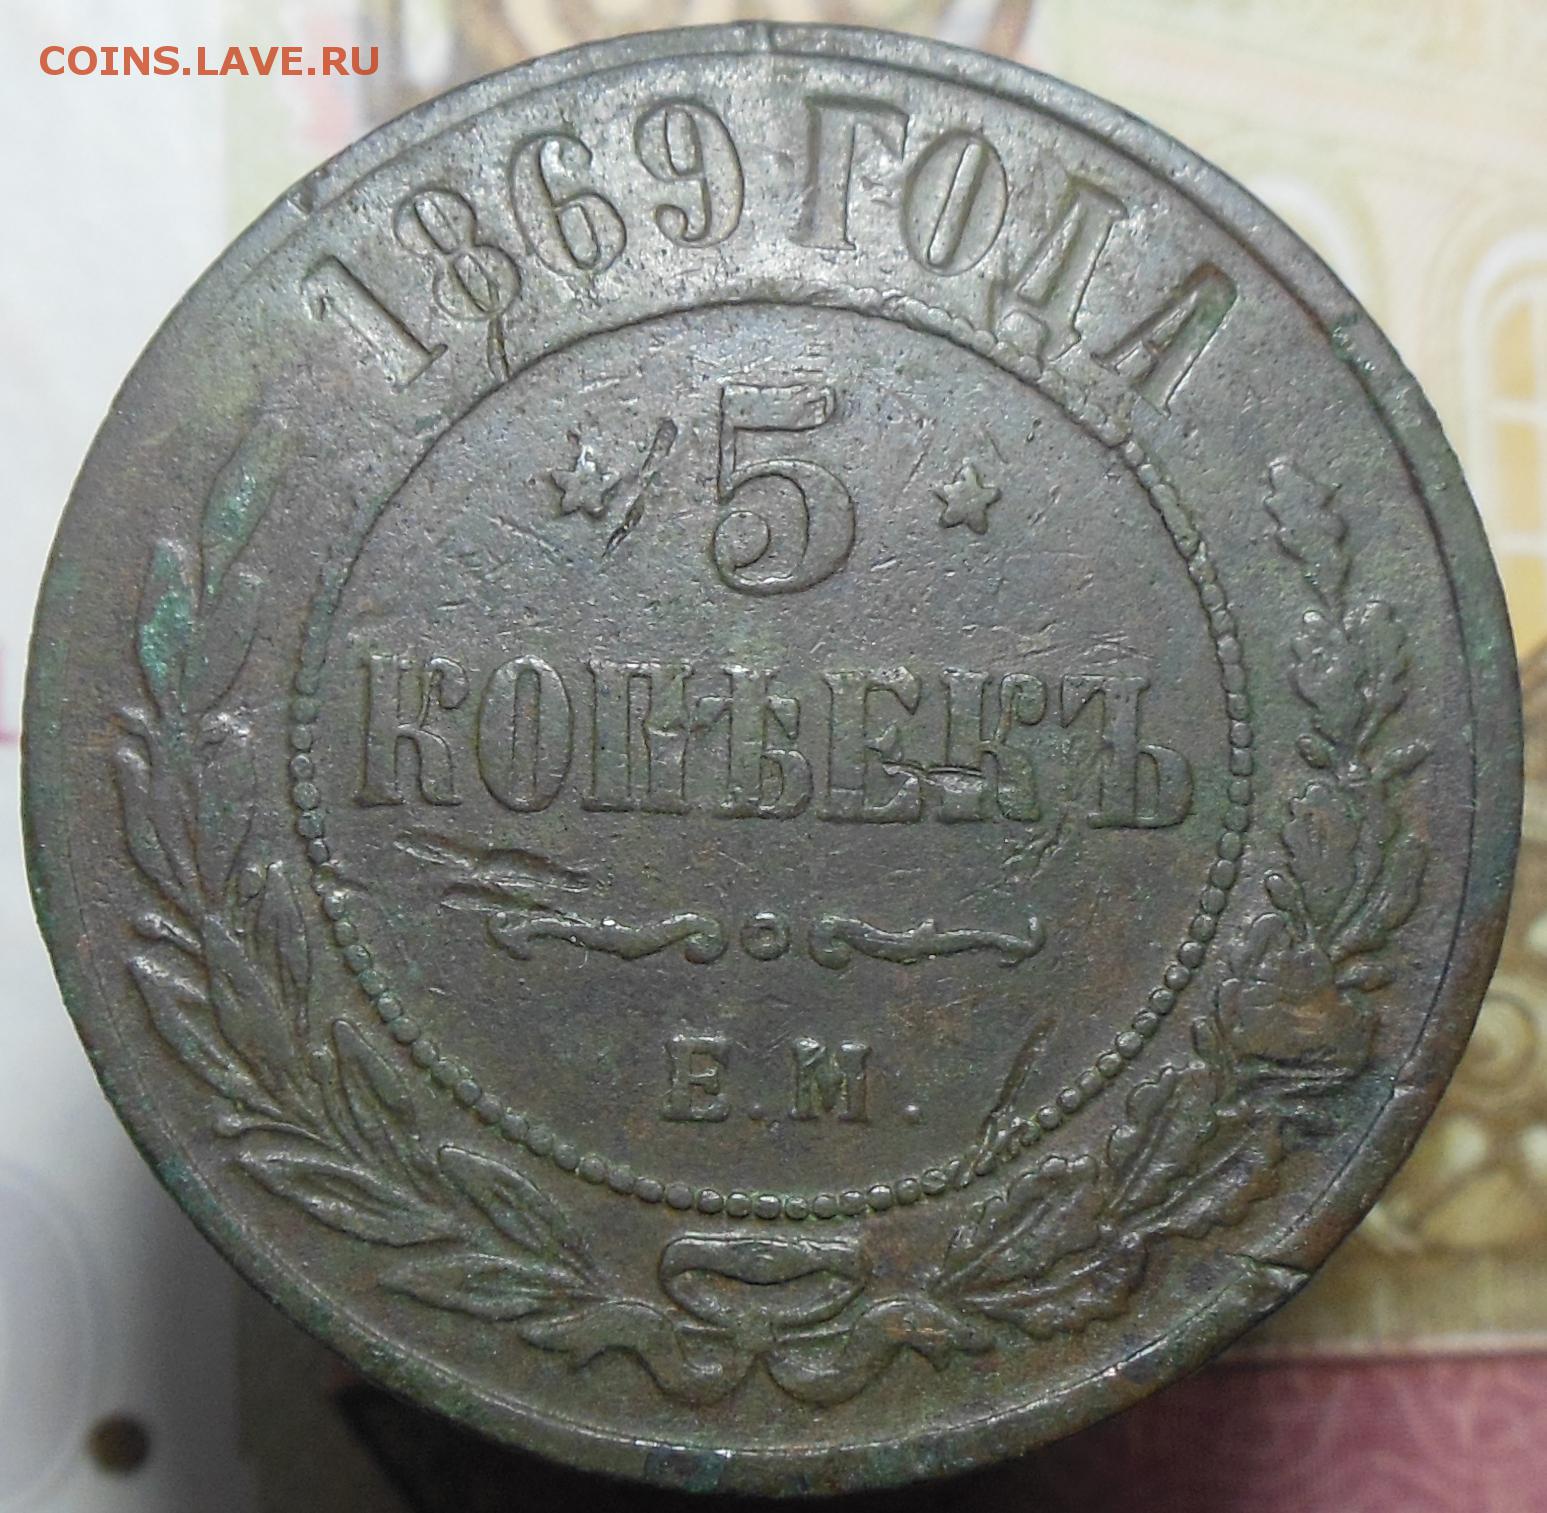 COINS.LAVE.RU
1869 ГОДА
5
КОПѢЕКЪ
Е.М.